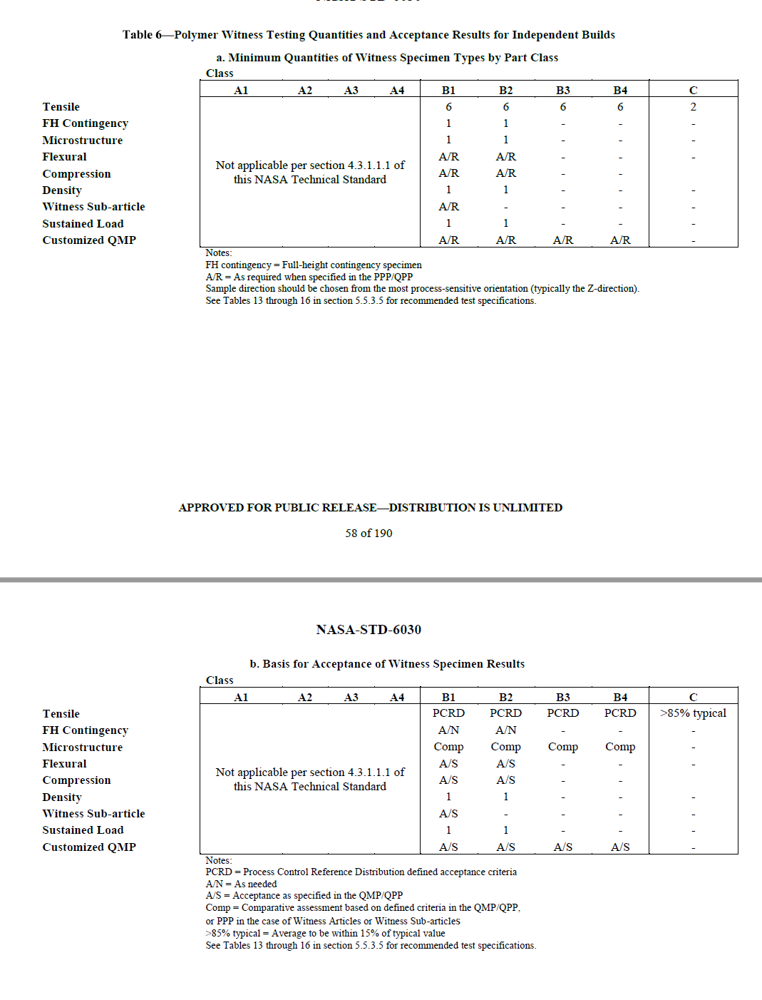 Table 6—Polymer Witness Testing Quantities and Acceptance Results for Independent Builds
a. Minimum Quantities of Witness Specimen Types by Part Class
Class
A1 A2 A3 A4 B1 B2 B3 B4 C
Tensile 6 6 6 6 2
FH Contingency 1 1 - - -
Microstructure 1 1 - - -
Flexural A/R A/R - - -
Not applicable per section 4.3.1.1.1 of
this NASA Technical Standard
Compression A/R A/R - -
Density 1 1 - - -
Witness Sub-article A/R - - - -
Sustained Load 1 1 - - -
Customized QMP A/R A/R A/R A/R -
Notes:
FH contingency = Full-height contingency specimen
A/R = As required when specified in the PPP/QPP
Sample direction should be chosen from the most process-sensitive orientation (typically the Z-direction).
See Tables 13 through 16 in section 5.5.3.5 for recommended test specifications.
APPROVED FOR PUBLIC RELEASE—DISTRIBUTION IS UNLIMITED
58 of 190
NASA-STD-6030
b. Basis for Acceptance of Witness Specimen Results
Class
A1 A2 A3 A4 B1 B2 B3 B4 C
Tensile PCRD PCRD PCRD PCRD >85% typical
FH Contingency A/N A/N - - -
Microstructure Comp Comp Comp Comp -
Flexural A/S A/S - - -
Not applicable per section 4.3.1.1.1 of
this NASA Technical Standard
Compression A/S A/S - -
Density 1 1 - - -
Witness Sub-article A/S - - - -
Sustained Load 1 1 - - -
Customized QMP A/S A/S A/S A/S -
Notes:
PCRD = Process Control Reference Distribution defined acceptance criteria
A/N = As needed
A/S = Acceptance as specified in the QMP/QPP
Comp = Comparative assessment based on defined criteria in the QMP/QPP,
or PPP in the case of Witness Articles or Witness Sub-articles
>85% typical = Average to be within 15% of typical value
See Tables 13 through 16 in section 5.5.3.5 for recommended test specifications.